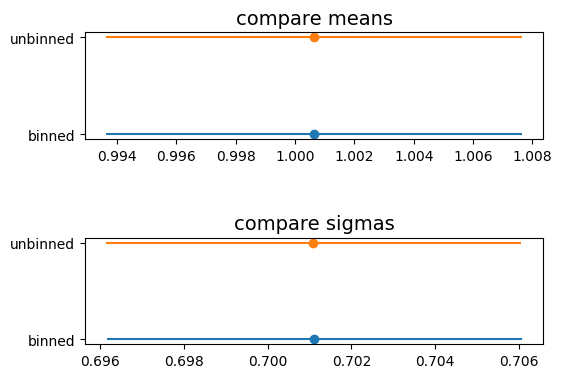 compare means
unbinned
binned
0.994 0.996 0.998 1.000 1.002 1.004 1.006 1.008
compare sigmas
unbinned
binned
0.696 0.698 0.700 0.702 0.704 0.706